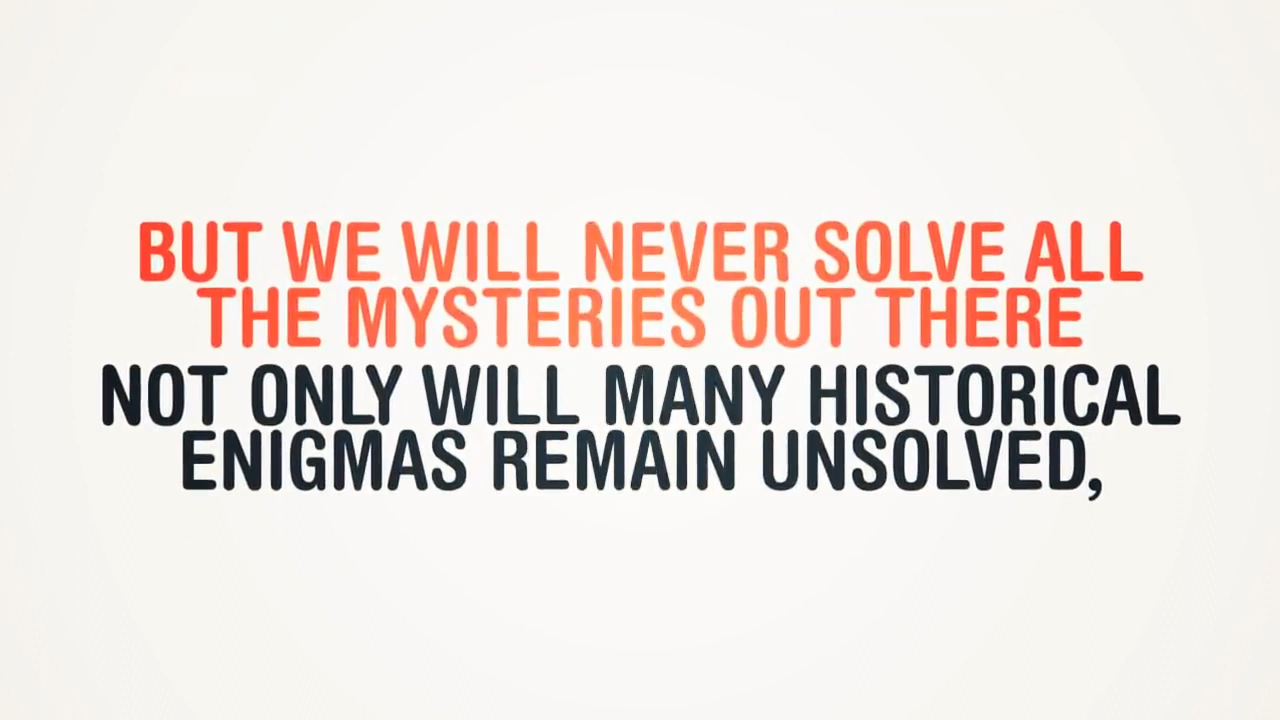 BUT WE WILL NEVER SOLVE ALL
THE MYSTERIES OUT THERE
NOT ONLY WILL MANY HISTORICAL
ENIGMAS REMAIN UNSOLVED,